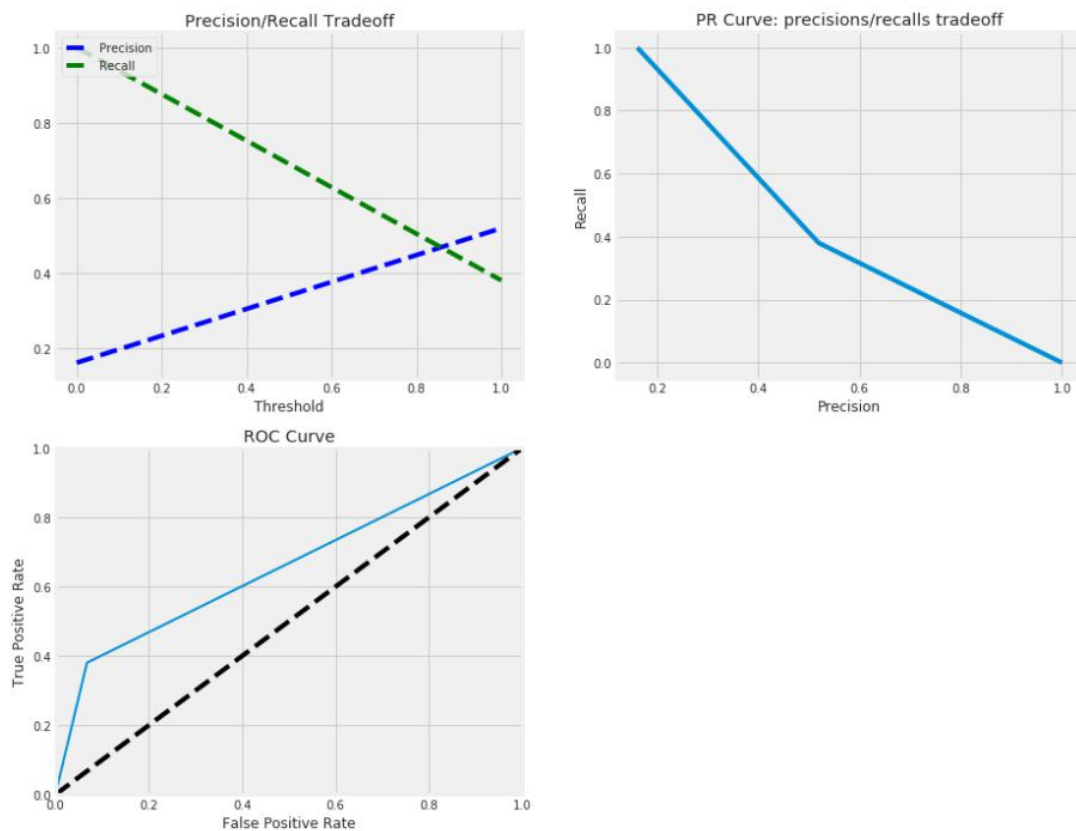 Precision/Recall Tradeoff
1.0
0.8
0.6
0.4
0.2
Precision
Recall
0.0 0.2 0.4 0.6 0.8 1.0
Threshold
PR Curve: precisions/recalls tradeoff
Recall
1.0
0.8
0.6
0.4
0.2
0.0
0.2 0.4 0.6 0.8 1.0
Precision
ROC Curve
True Positive Rate
1.0
0.8
0.6
0.4
0.2
0.0
0.0 0.2 0.4 0.6 0.8 1.0
False Positive Rate